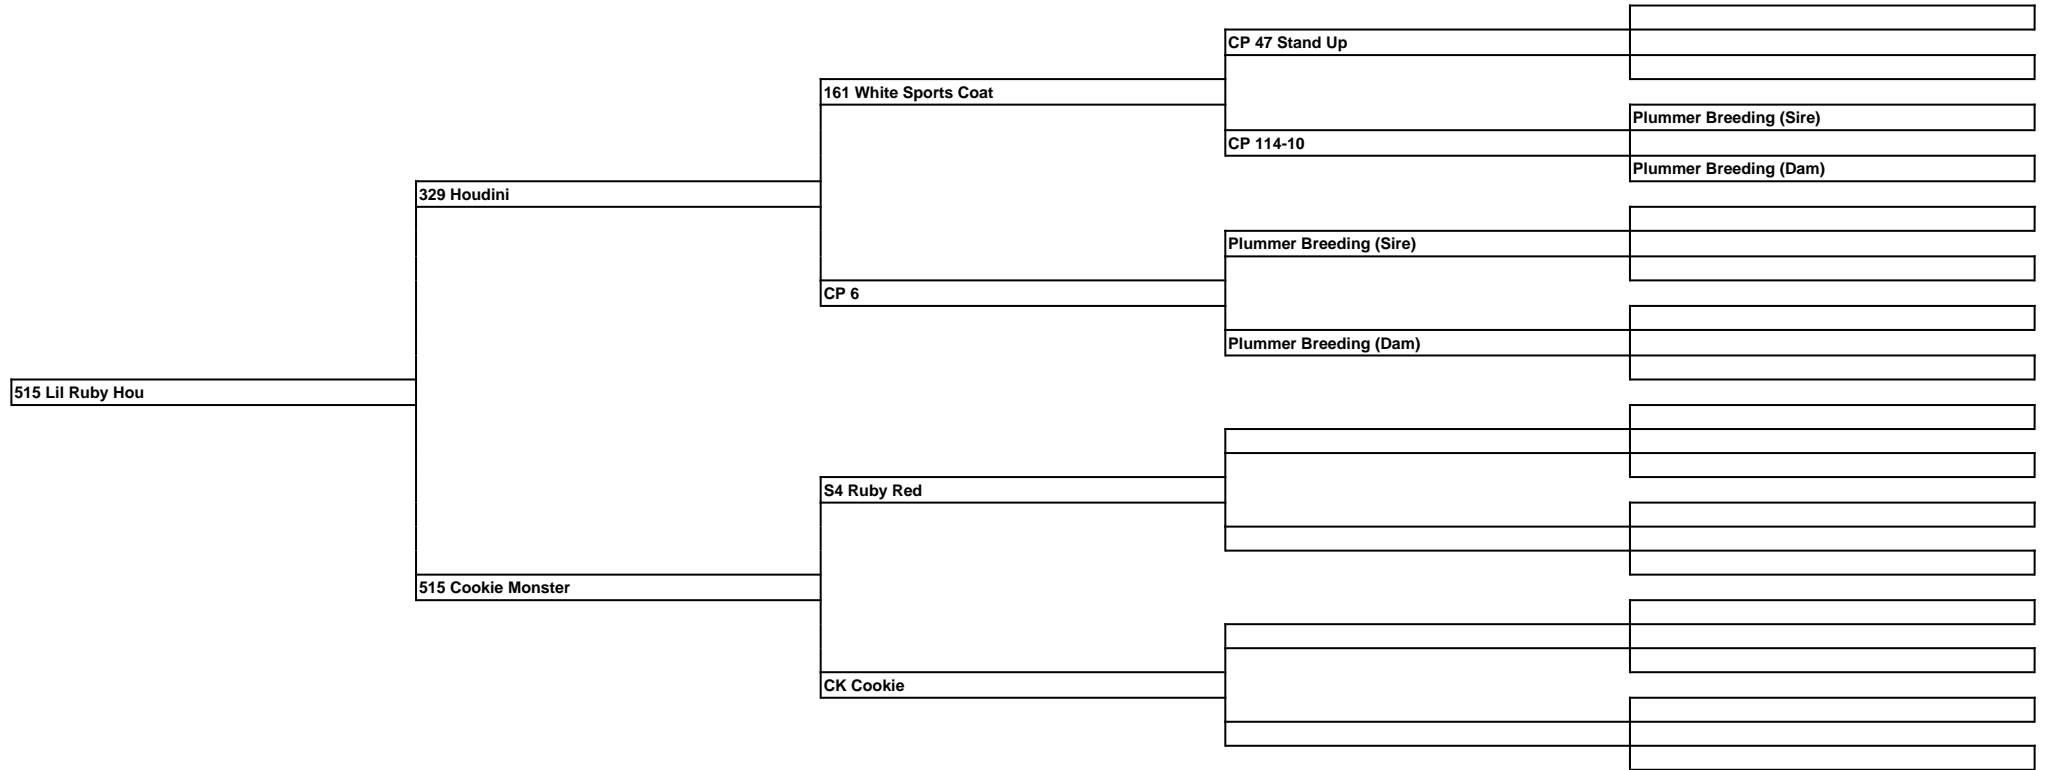 CP 47 Stand Up
161 White Sports Coat
Plummer Breeding (Sire)
CP 114-10
Plummer Breeding (Dam)
329 Houdini
Plummer Breeding (Sire)
CP 6
Plummer Breeding (Dam)
515 Lil Ruby Hou
S4 Ruby Red
515 Cookie Monster
CK Cookie